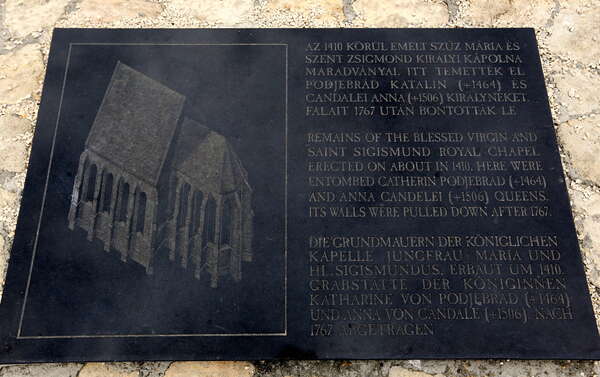 AZ 1410 KÖRÜL EMELT SZŰZ MÁRIA ÉS
SZENT ZSIGMOND KIRÁLYI KÁPOLNA
MARADVÁNYAI. ITT TEMETTÉK EL
PODJEBRÁD KATALIN (+1464) ÉS
CANDALEI ANNA (+1506) KIRÁLYNÉKET.
FALAIT 1767 UTÁN BONTOTTÁK LE
REMAINS OF THE BLESSED VIRGIN AND
SAINT SIGISMUND ROYAL CHAPEL
ERECTED ON ABOUT IN 1410. HERE WERE
ENTOMBED CATHERIN PODJEBRAD (+1464)
AND ANNA CANDELEI (+1506) QUEENS.
ITS WALLS WERE PULLED DOWN AFTER 1767.
DIE GRUNDMAUERN DER KÖNIGLICHEN
KAPELLE JUNGFRAU MARIA UND
HL. SIGISMUNDUS, ERBAUT UM 1410.
GRABSTÄTTE DER KÖNIGINNEN
KATHARINE VON PODJEBRAD (+1464)
UND ANNA VON CANDALE (+1506). NACH
1767 ABGETRAGEN